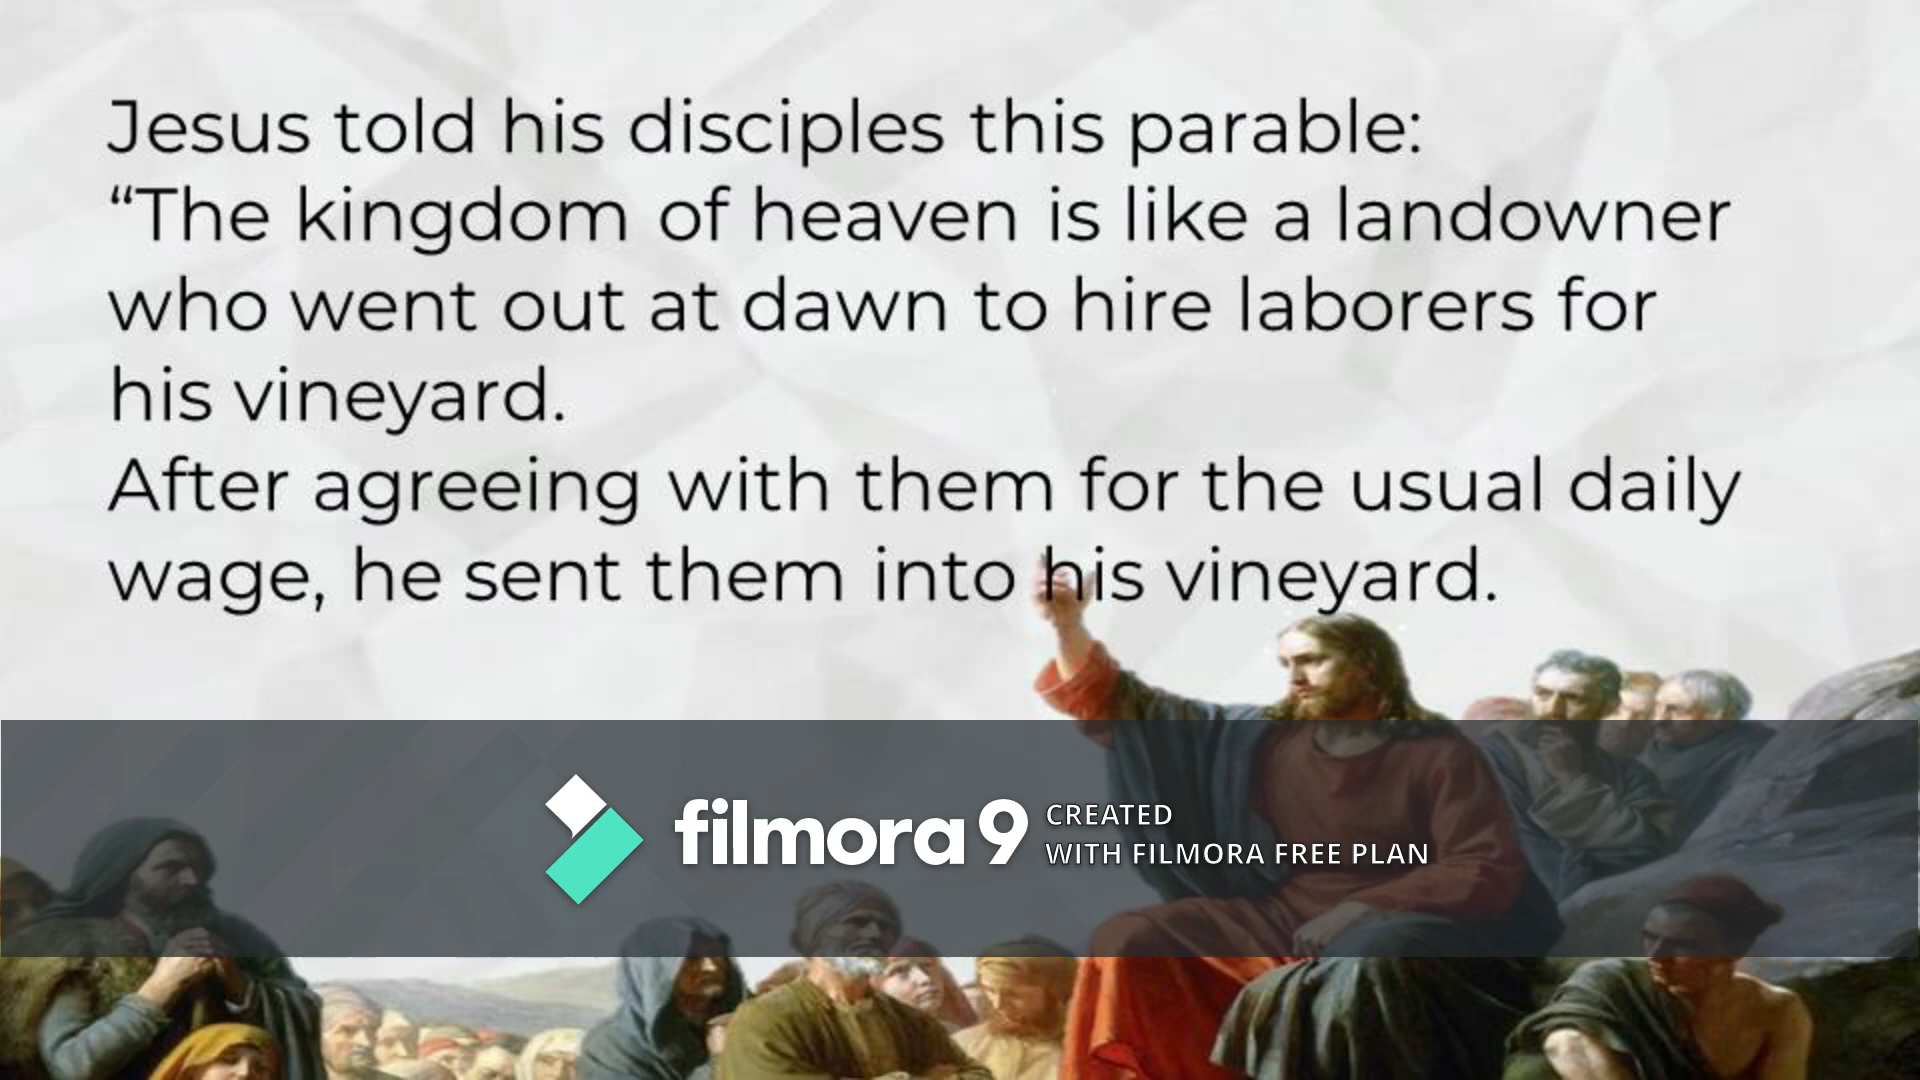 Jesus told his disciples this parable:
“The kingdom of heaven is like a landowner
who went out at dawn to hire laborers for
his vineyard.
After agreeing with them for the usual daily
wage, he sent them into his vineyard.
filmora 9 CREATED
WITH FILMORA FREE PLAN